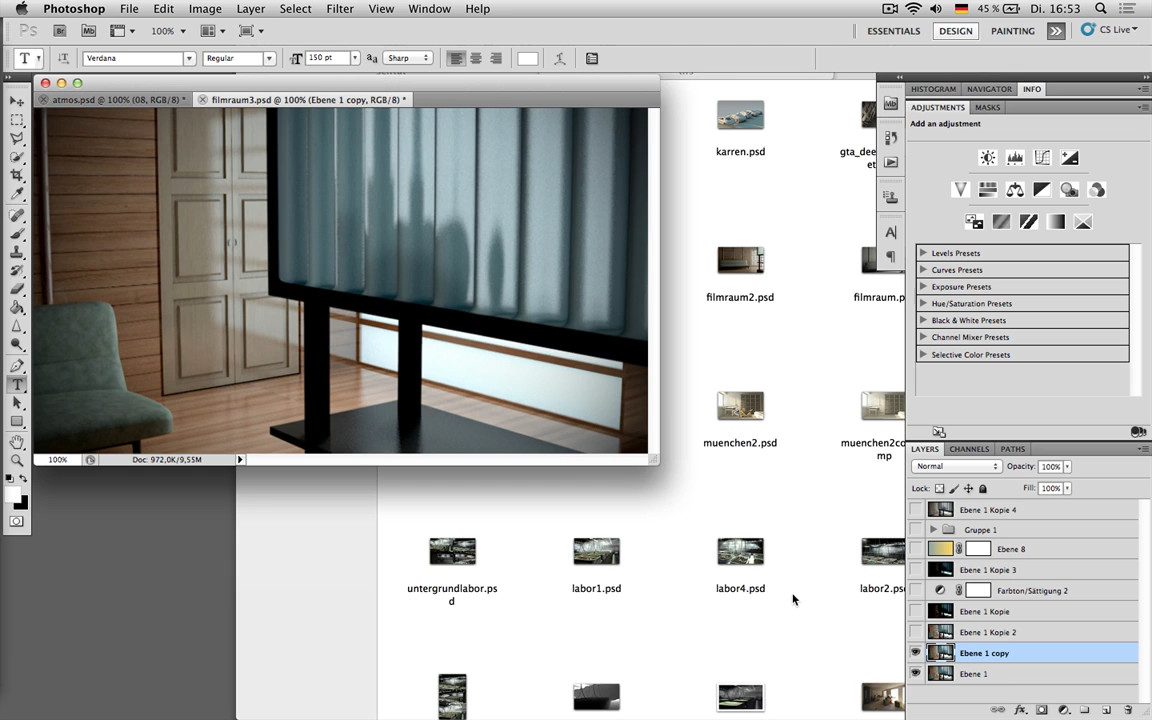 Photoshop File Edit Image Layer Select Filter View Window Help 45 % Di. 16:53
Ps Br Mb 100% ESSENTIALS DESIGN PAINTING CS Live
T Verdana Regular 150 pt Sharp
atmos.psd @ 100% (08, RGB/8) * filmraum3.psd @ 100% (Ebene 1 copy, RGB/8) *
HISTOGRAM NAVIGATOR INFO
ADJUSTMENTS MASKS
Add an adjustment
karren.psd
gta_dee
et
filmraum2.psd
filmraum.p
muenchen2.psd
muenchen2co
mp
untergrundlabor.ps
d
labor1.psd
labor4.psd
labor2.ps
Levels Presets
Curves Presets
Exposure Presets
Hue/Saturation Presets
Black & White Presets
Channel Mixer Presets
Selective Color Presets
100% Doc: 972,0K/9,55M
LAYERS CHANNELS PATHS
Normal Opacity: 100%
Lock: Fill: 100%
Ebene 1 Kopie 4
Gruppe 1
Ebene 8
Ebene 1 Kopie 3
Farbton/Sättigung 2
Ebene 1 Kopie
Ebene 1 Kopie 2
Ebene 1 copy
Ebene 1
fx